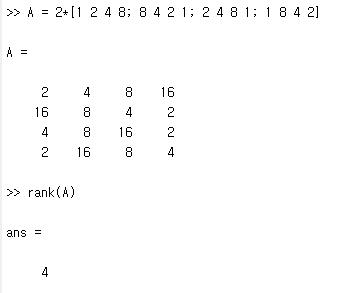 >> A = 2*[1 2 4 8; 8 4 2 1; 2 4 8 1; 1 8 4 2]
A =
2 4 8 16
16 8 4 2
4 8 16 2
2 16 8 4
>> rank(A)
ans =
4